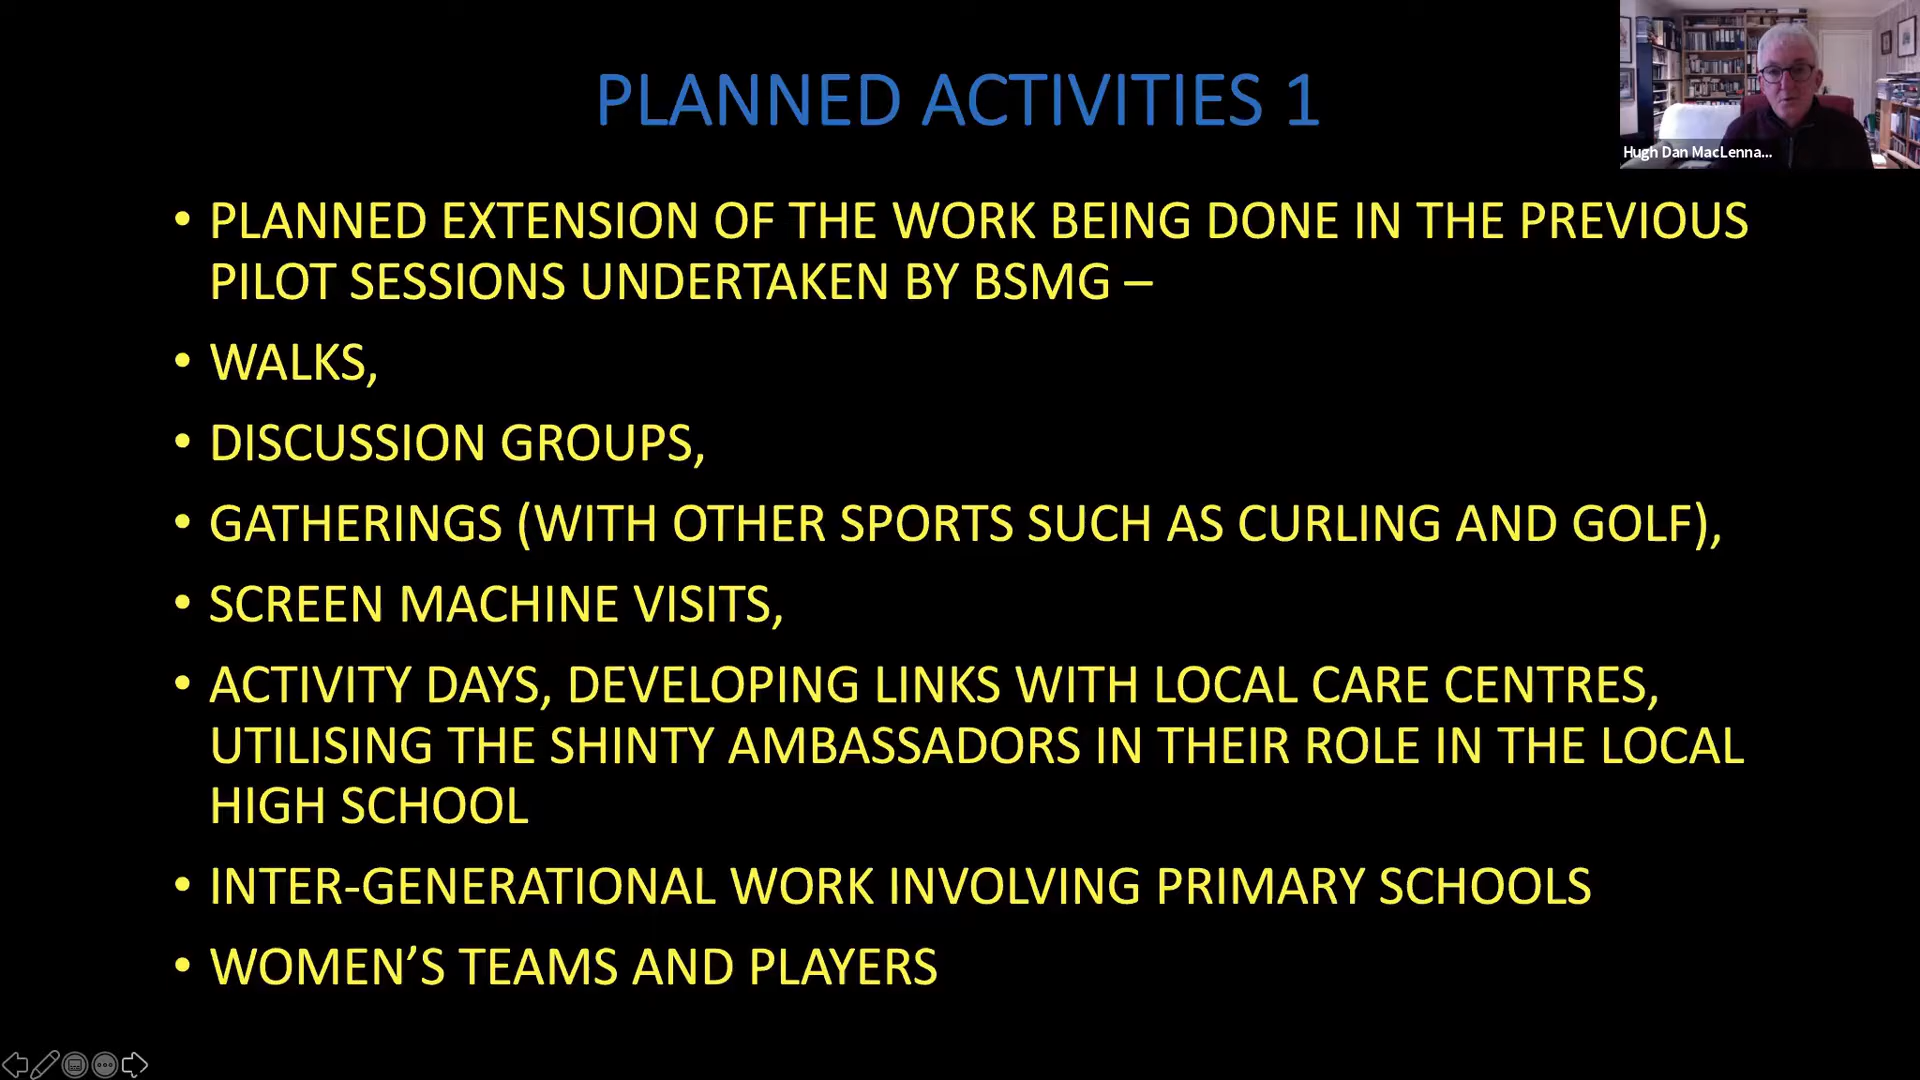 PLANNED ACTIVITIES 1
Hugh Dan MacLenna...
• PLANNED EXTENSION OF THE WORK BEING DONE IN THE PREVIOUS
PILOT SESSIONS UNDERTAKEN BY BSMG –
• WALKS,
• DISCUSSION GROUPS,
• GATHERINGS (WITH OTHER SPORTS SUCH AS CURLING AND GOLF),
• SCREEN MACHINE VISITS,
• ACTIVITY DAYS, DEVELOPING LINKS WITH LOCAL CARE CENTRES,
UTILISING THE SHINTY AMBASSADORS IN THEIR ROLE IN THE LOCAL
HIGH SCHOOL
• INTER-GENERATIONAL WORK INVOLVING PRIMARY SCHOOLS
• WOMEN’S TEAMS AND PLAYERS